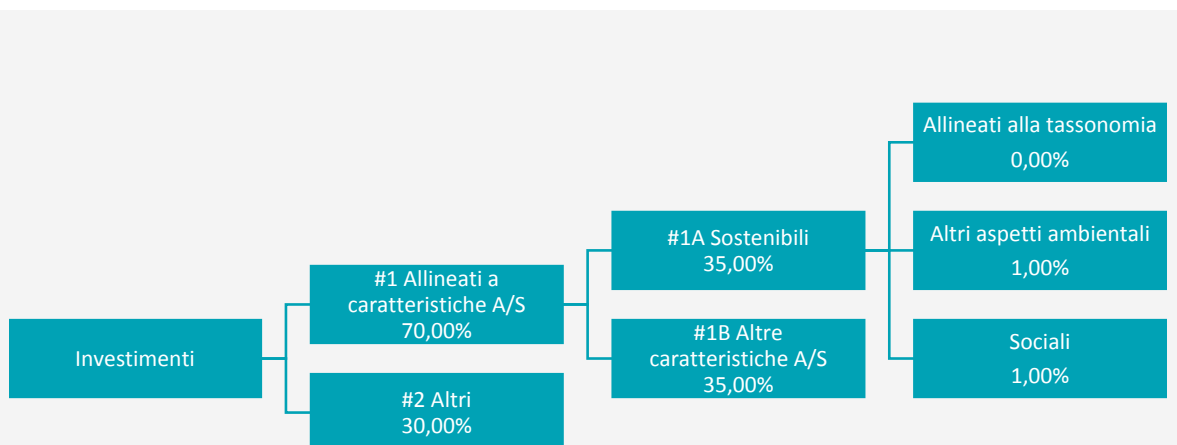 Investimenti
#1 Allineati a
caratteristiche A/S
70,00%
#2 Altri
30,00%
#1A Sostenibili
35,00%
#1B Altre
caratteristiche A/S
35,00%
Allineati alla tassonomia
0,00%
Altri aspetti ambientali
1,00%
Sociali
1,00%